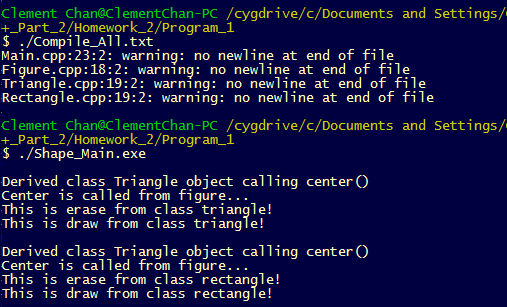 Clement Chan@ClementChan-PC /cygdrive/c/Documents and Settings/
+_Part_2/Homework_2/Program_1
$ ./Compile_All.txt
Main.cpp:23:2: warning: no newline at end of file
Figure.cpp:18:2: warning: no newline at end of file
Triangle.cpp:19:2: warning: no newline at end of file
Rectangle.cpp:19:2: warning: no newline at end of file
Clement Chan@ClementChan-PC /cygdrive/c/Documents and Settings/
+_Part_2/Homework_2/Program_1
$ ./Shape_Main.exe
Derived class Triangle object calling center()
Center is called from figure...
This is erase from class triangle!
This is draw from class triangle!
Derived class Triangle object calling center()
Center is called from figure...
This is erase from class rectangle!
This is draw from class rectangle!